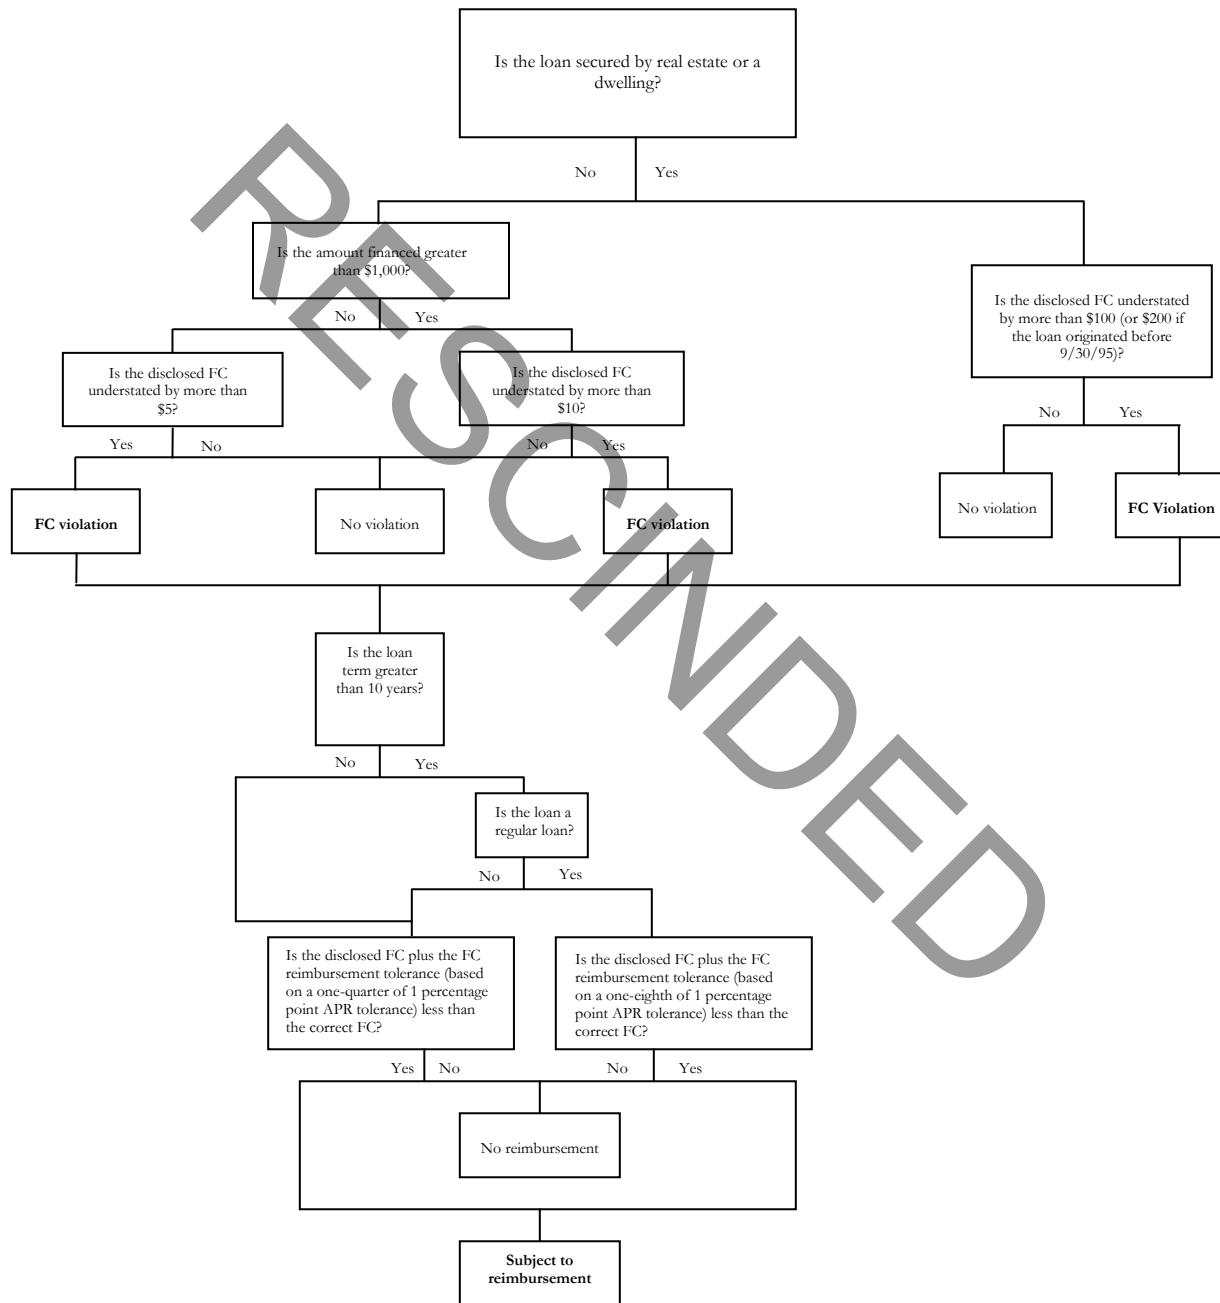 Is the loan secured by real estate or a
dwelling?
No
Yes
Is the amount financed greater
than $1,000?
No
Yes
Is the disclosed FC understated
by more than $100 (or $200 if
the loan originated before
9/30/95)?
Is the disclosed FC
understated by more than
$5?
Is the disclosed FC
understated by more than
$10?
No
Yes
Yes
No
No
Yes
FC violation
No violation
FC violation
No violation
FC Violation
Is the loan
term greater
than 10 years?
No
Yes
Is the loan a
regular loan?
No
Yes
Is the disclosed FC plus the FC
reimbursement tolerance (based
on a one-quarter of 1 percentage
point APR tolerance) less than
the correct FC?
Is the disclosed FC plus the FC
reimbursement tolerance (based
on a one-eighth of 1 percentage
point APR tolerance) less than the
correct FC?
Yes
No
No
Yes
No reimbursement
Subject to
reimbursement
RESCINDED